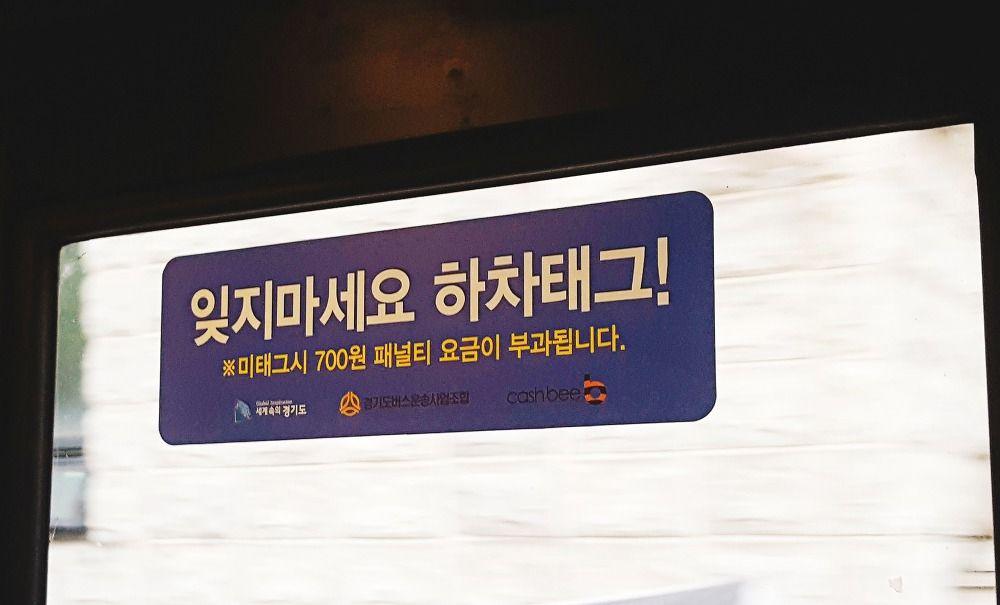 잊지마세요 하차태그!
※미태그시 700원 패널티 요금이 부과됩니다.
Global Inspiration
세계속의 경기도
경기도버스운송사업조합
cashbee b